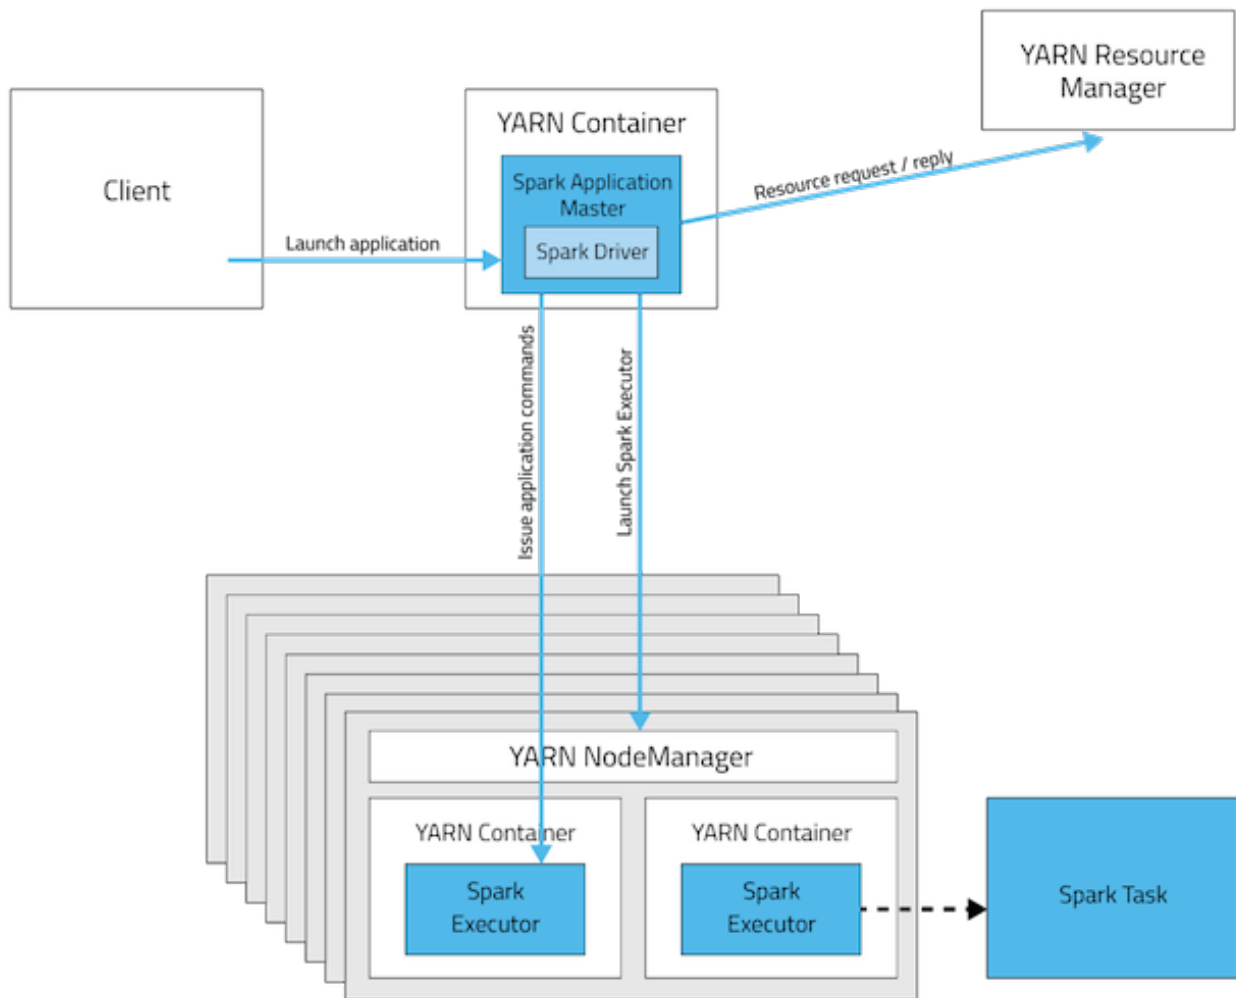 YARN Resource
Manager
Client
YARN Container
Spark Application
Master
Spark Driver
Launch application
Resource request / reply
Issue application commands
Launch Spark Executor
YARN NodeManager
YARN Container
Spark
Executor
YARN Container
Spark
Executor
Spark Task